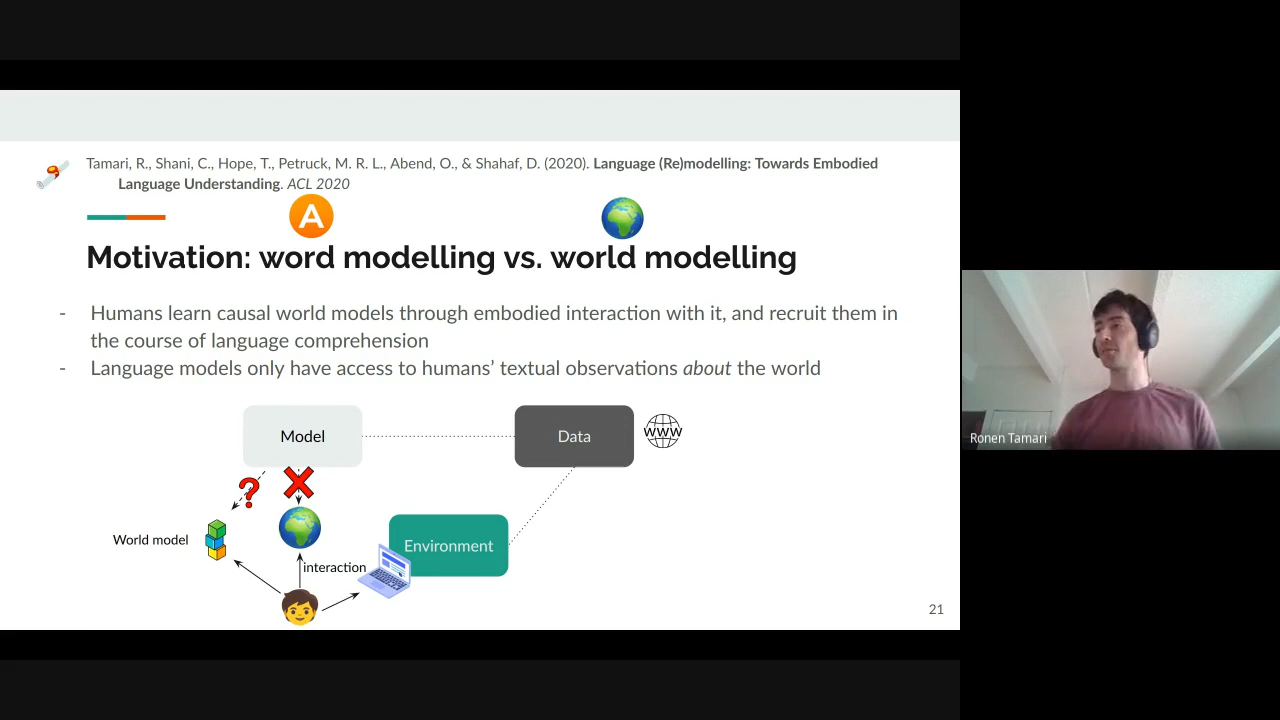 Tamari, R., Shani, C., Hope, T., Petruck, M. R. L., Abend, O., & Shahaf, D. (2020). Language (Re)modelling: Towards Embodied
Language Understanding. ACL 2020
A
Motivation: word modelling vs. world modelling
- Humans learn causal world models through embodied interaction with it, and recruit them in
the course of language comprehension
- Language models only have access to humans’ textual observations about the world
Model
Data
WWW
?
World model
Environment
interaction
21
Ronen Tamari